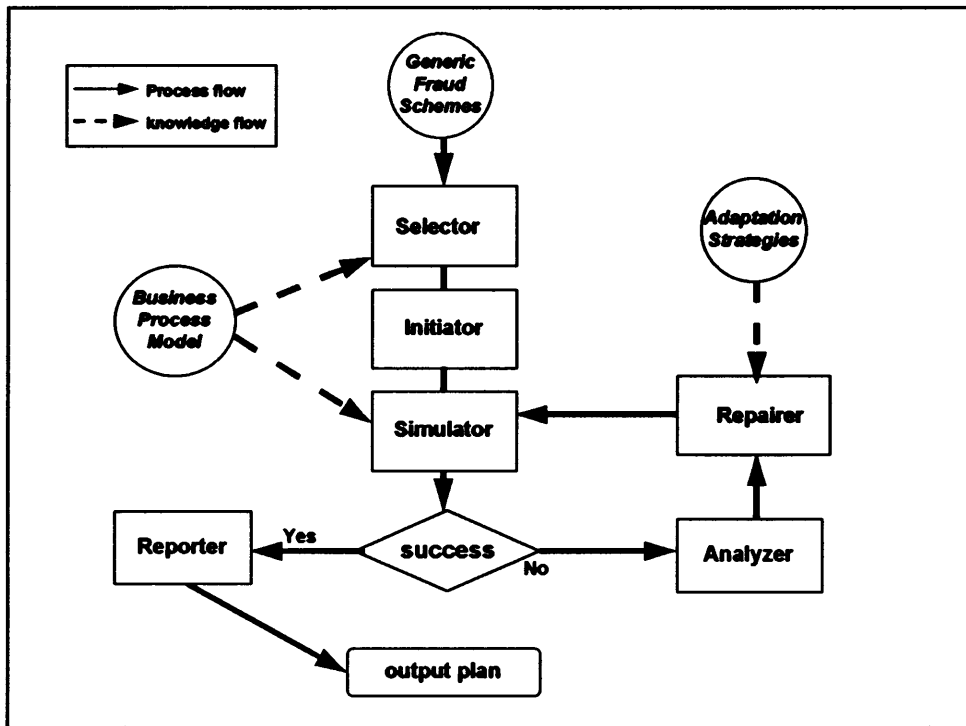 Generic
Fraud
Schemes
Process flow
knowledge flow
Selector
Adaptation
Strategies
Business
Process
Model
Initiator
Simulator
Repairer
Reporter
Yes
success
No
Analyzer
output plan